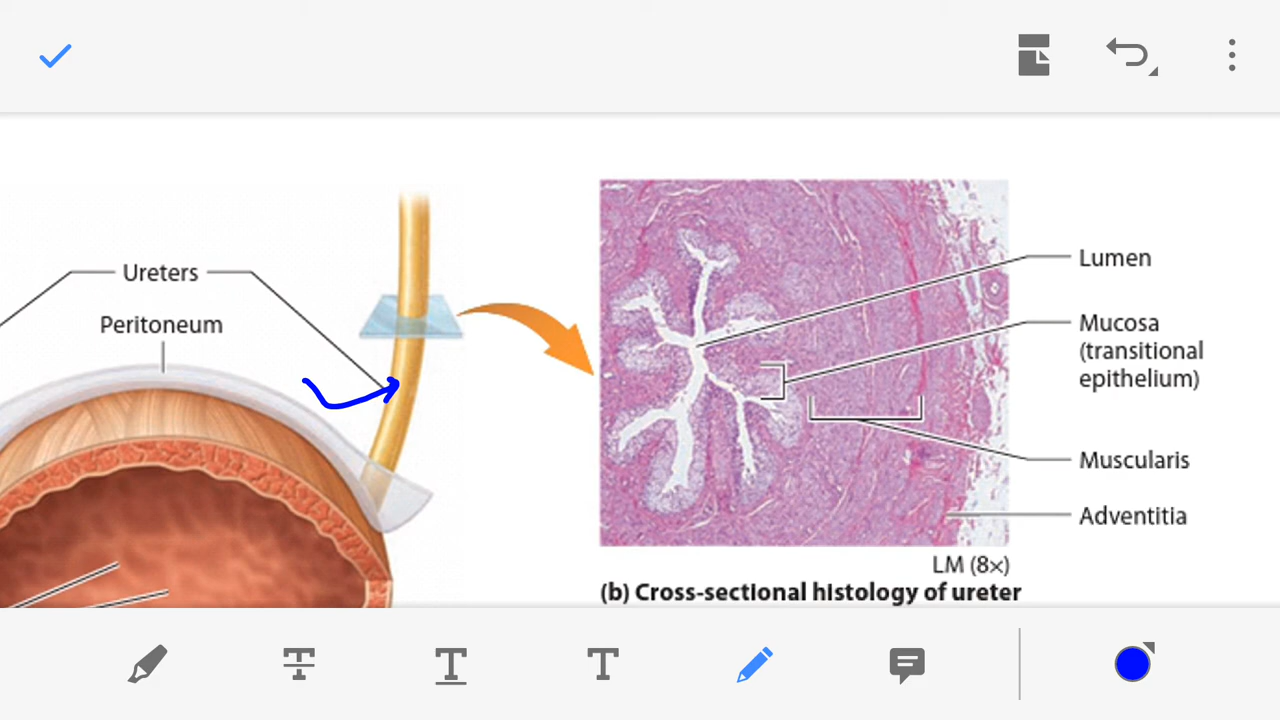 Ureters
Peritoneum
Lumen
Mucosa
(transitional
epithelium)
Muscularis
Adventitia
LM (8×)
(b) Cross-sectional histology of ureter
T
T
T